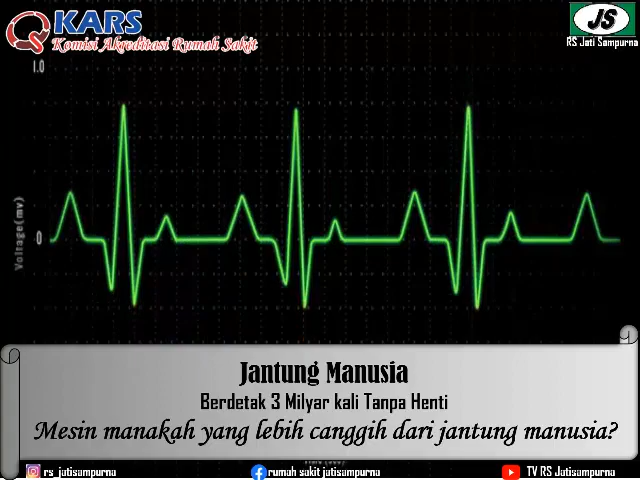 KARS
Komisi Akreditasi Rumah Sakit
JS
RS Jati Sampurna
1.0
Voltage(mv)
0
Jantung Manusia
Berdetak 3 Milyar kali Tanpa Henti
Mesin manakah yang lebih canggih dari jantung manusia?
rs_jatisampurna
rumah sakit jatisampurna
TV RS Jatisampurna